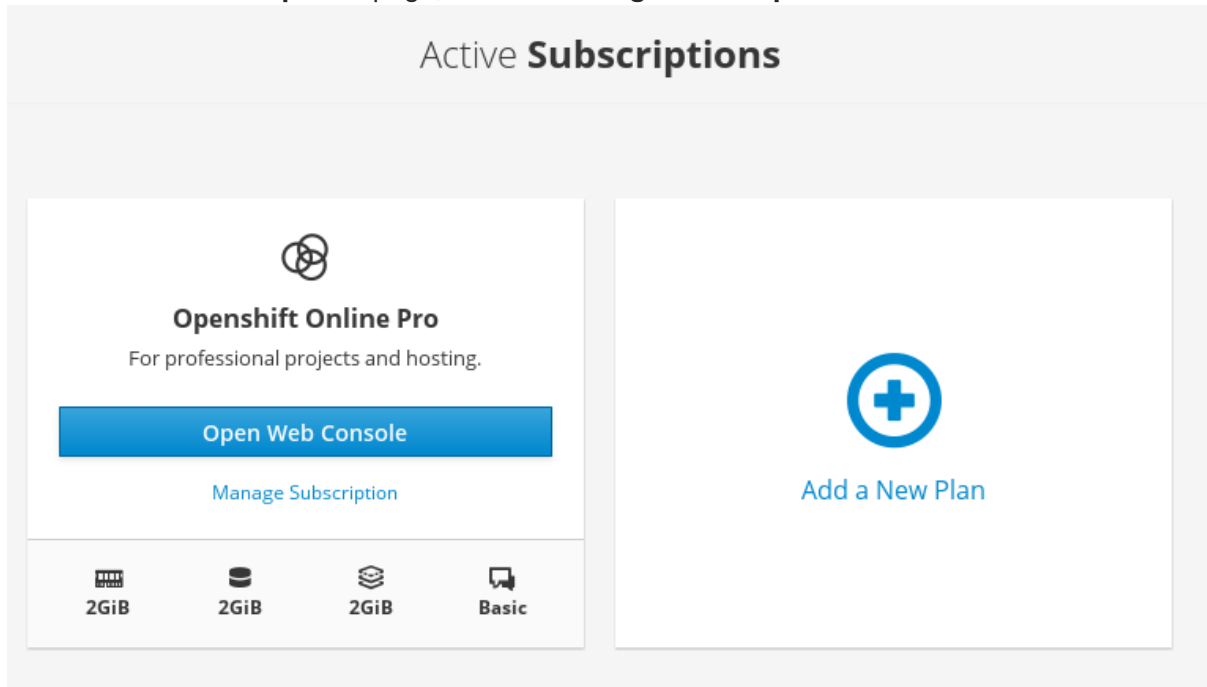 Active Subscriptions
Openshift Online Pro
For professional projects and hosting.
Open Web Console
Manage Subscription
Add a New Plan
2GiB 2GiB 2GiB Basic